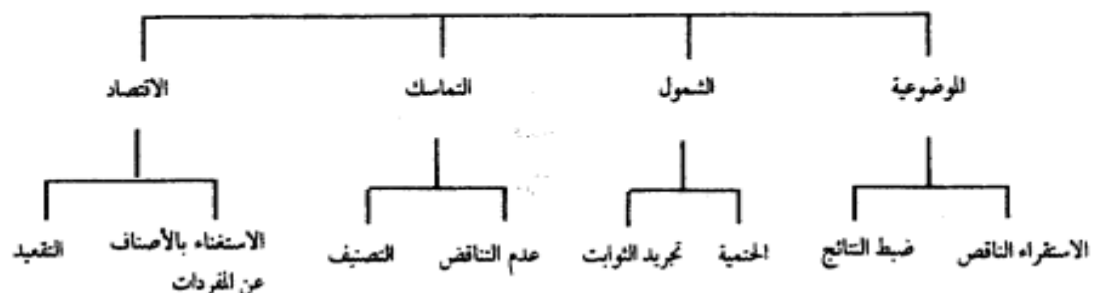 الموضوعية
الشمول
التماسك
الاقتصاد
الاستقراء الناقص
ضبط النتائج
الحتمية
تجريد الثوابت
عدم التناقض
التصنيف
الاستغناء بالأصناف
عن المفردات
التقعيد